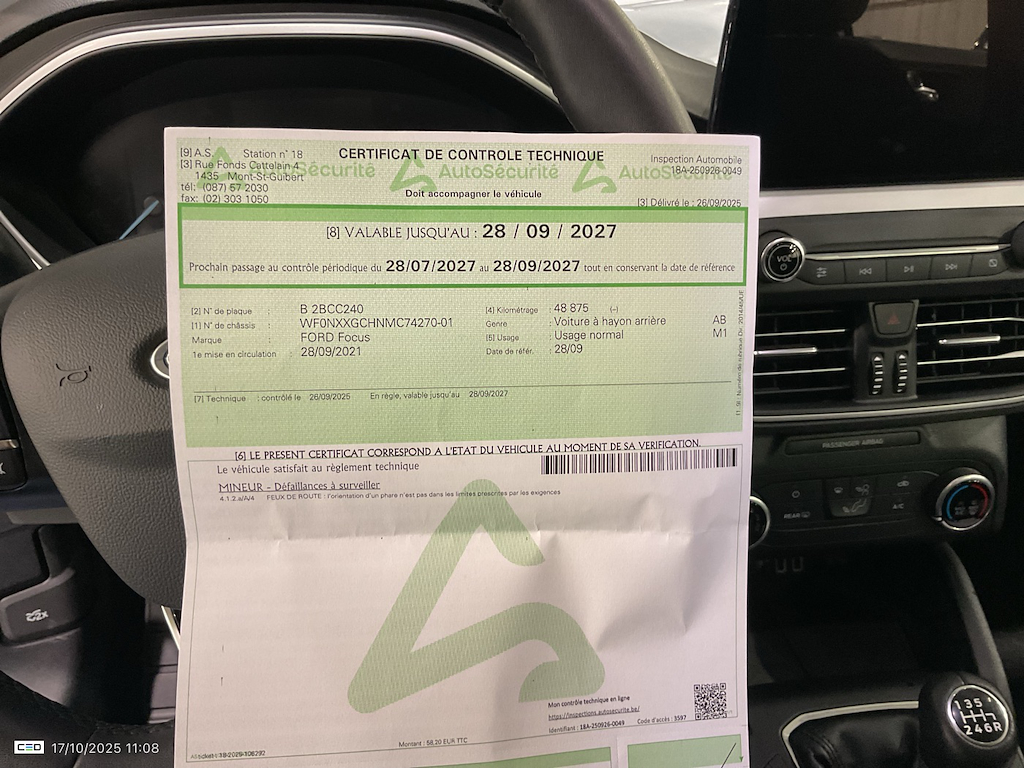 [9] A.S. Station n° 18
[3] Rue Fonds Cattelain 4
1435 Mont-St-Guibert
tél: (087) 57 2030
fax: (02) 303 1050
CERTIFICAT DE CONTROLE TECHNIQUE
AutoSécurité AutoSécurité AutoSécurité
Doit accompagner le véhicule
Inspection Automobile
18A-250926-0049
[3] Délivré le : 26/09/2025
[8] VALABLE JUSQU'AU : 28 / 09 / 2027
Prochain passage au contrôle périodique du 28/07/2027 au 28/09/2027 tout en conservant la date de référence
[2] N° de plaque : B 2BCC240
[1] N° de châssis : WF0NXXGCHNMC74270-01
Marque : FORD Focus
1e mise en circulation : 28/09/2021
[4] Kilométrage : 48 875 (-)
Genre : Voiture à hayon arrière AB
[5] Usage : Usage normal M1
Date de référ. : 28/09
[7] Technique : contrôlé le 26/09/2025 En règle, valable jusqu'au 28/09/2027
[6] LE PRESENT CERTIFICAT CORRESPOND A L'ETAT DU VEHICULE AU MOMENT DE SA VERIFICATION.
Le véhicule satisfait au règlement technique
MINEUR - Défaillances à surveiller
4.1.2.a/A/4 FEUX DE ROUTE : l'orientation d'un phare n'est pas dans les limites prescrites par les exigences
Mon contrôle technique en ligne
https://inspections.autosecurite.be/
Identifiant : 18A-250926-0049 Code d'accès : 3597
Montant : 58,20 EUR TTC
VOL
PASSENGER AIRBAG
REAR
A/C
1 3 5
2 4 6 R
CEO 17/10/2025 11:08